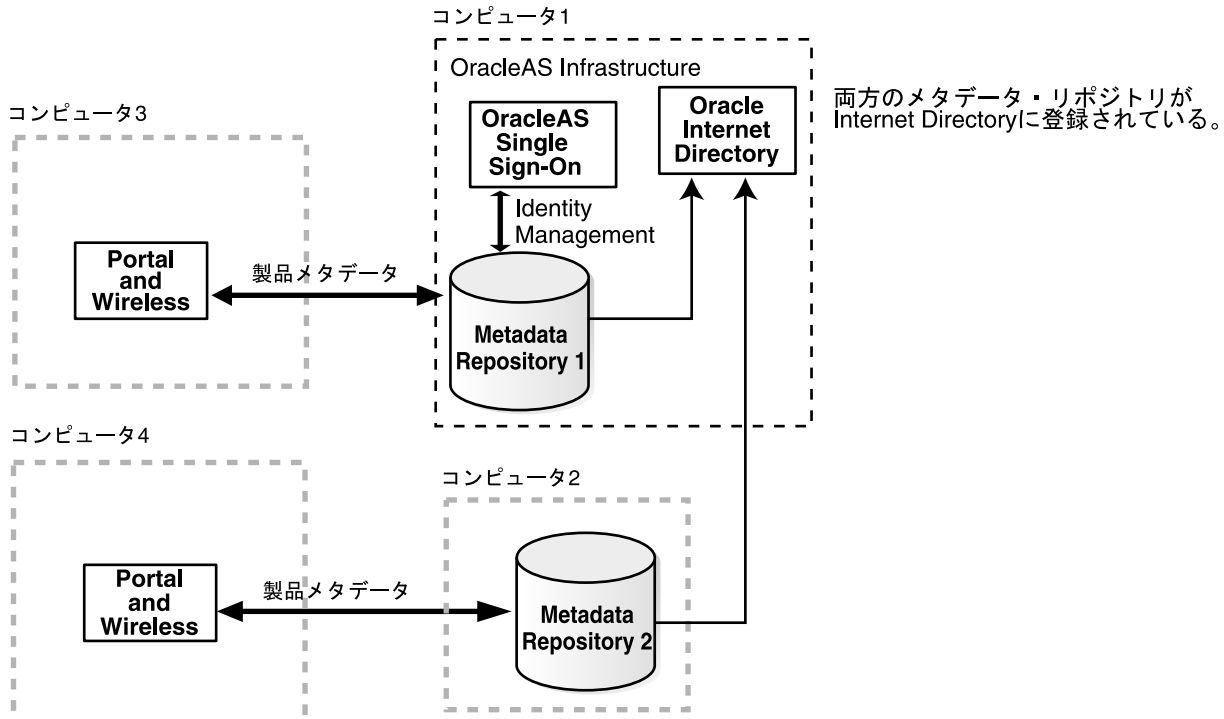 コンピュータ1
OracleAS Infrastructure
OracleAS
Single
Sign-On
Oracle
Internet
Directory
両方のメタデータ・リポジトリが
Internet Directoryに登録されている。
コンピュータ3
Identity
Management
Portal
and
Wireless
製品メタデータ
Metadata
Repository 1
コンピュータ4
コンピュータ2
Portal
and
Wireless
製品メタデータ
Metadata
Repository 2